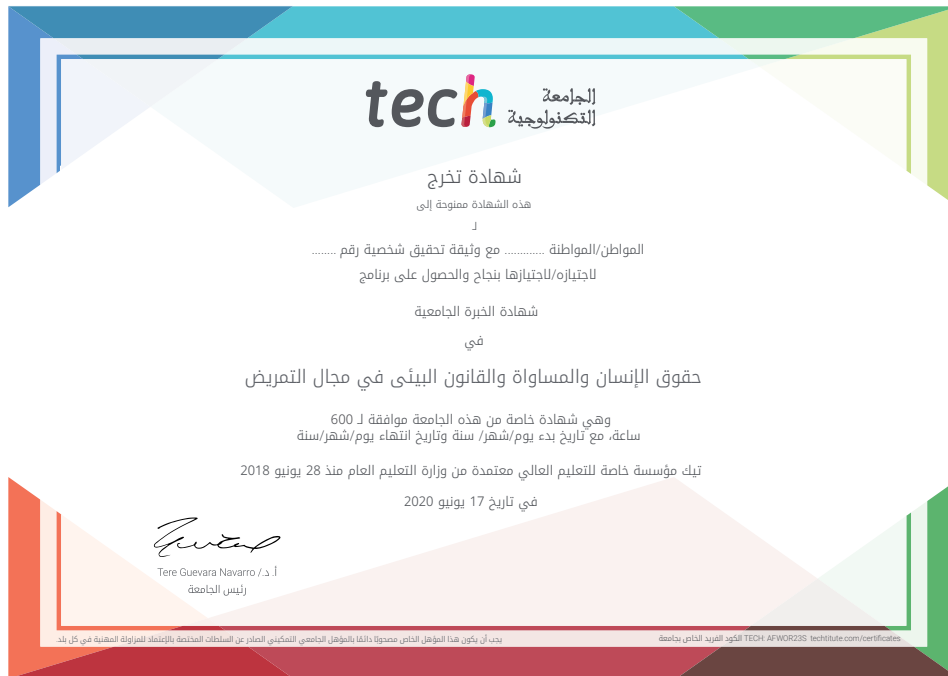 tech الجامعة
التكنولوجية
شهادة تخرج
هذه الشهادة ممنوحة إلى
لـ
المواطن/المواطنة ............. مع وثيقة تحقيق شخصية رقم ........
لاجتيازه/لاجتيازها بنجاح والحصول على برنامج
شهادة الخبرة الجامعية
في
حقوق الإنسان والمساواة والقانون البيئى في مجال التمريض
وهي شهادة خاصة من هذه الجامعة موافقة لـ 600
ساعة، مع تاريخ بدء يوم/شهر/ سنة وتاريخ انتهاء يوم/شهر/سنة
تيك مؤسسة خاصة للتعليم العالي معتمدة من وزارة التعليم العام منذ 28 يونيو 2018
في تاريخ 17 يونيو 2020
أ. د./ Tere Guevara Navarro
رئيس الجامعة
يجب أن يكون هذا المؤهل الخاص مصحوبًا دائمًا بالمؤهل الجامعي التمكيني الصادر عن السلطات المختصة بالإعتماد للمزاولة المهنية في كل بلد.
الكود الفريد الخاص بجامعة TECH: AFWOR23S techtitute.com/certificates